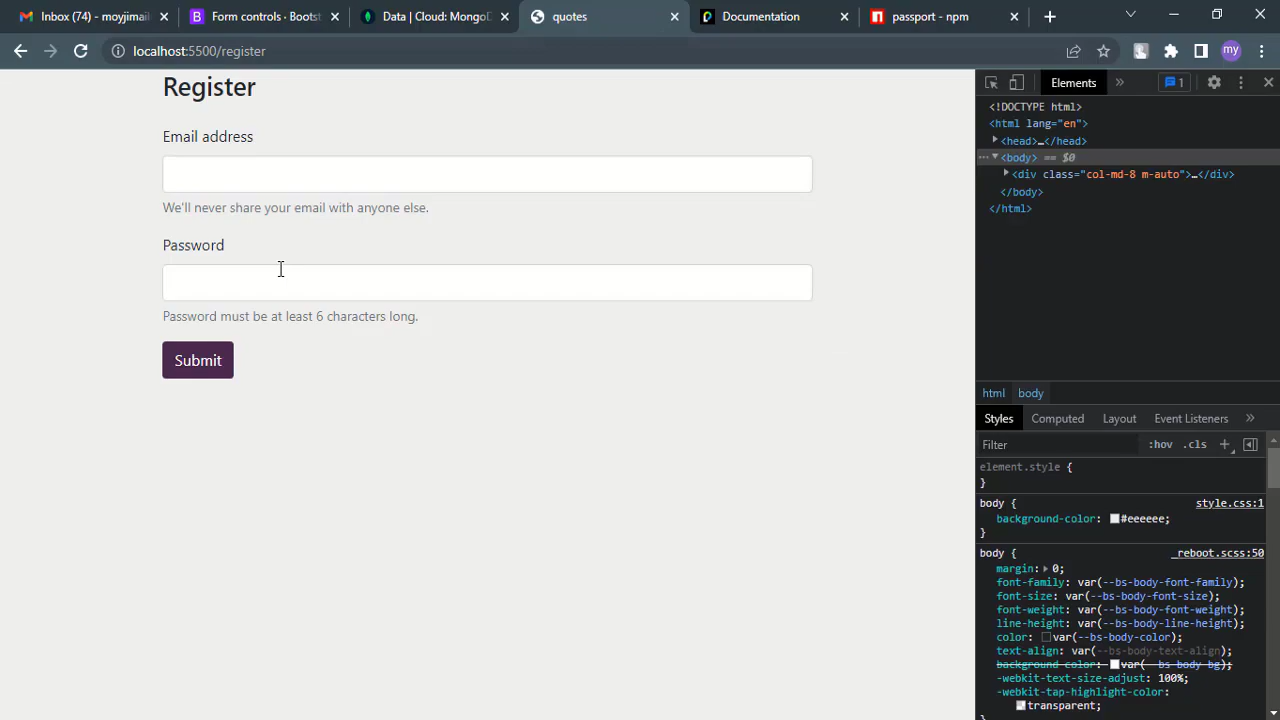 Inbox (74) - moyjimail
Form controls · Bootst
Data | Cloud: MongoD
quotes
Documentation
passport - npm
localhost:5500/register
my
Register
Email address
We'll never share your email with anyone else.
Password
Password must be at least 6 characters long.
Submit
Elements
1
<!DOCTYPE html>
<html lang="en">
<head>…</head>
<body> == $0
<div class="col-md-8 m-auto">…</div>
</body>
</html>
html body
Styles Computed Layout Event Listeners
Filter :hov .cls
element.style {
}
body { style.css:1
background-color: #eeeeee;
}
body { _reboot.scss:50
margin: 0;
font-family: var(--bs-body-font-family);
font-size: var(--bs-body-font-size);
font-weight: var(--bs-body-font-weight);
line-height: var(--bs-body-line-height);
color: var(--bs-body-color);
text-align: var(--bs-body-text-align);
background-color: var(--bs-body-bg);
-webkit-text-size-adjust: 100%;
-webkit-tap-highlight-color:
transparent;
}